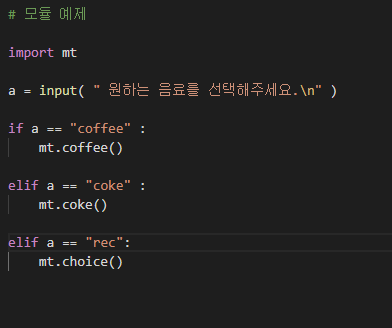 # 모듈 예제
import mt
a = input( " 원하는 음료를 선택해주세요.\n" )
if a == "coffee" :
    mt.coffee()
elif a == "coke" :
    mt.coke()
elif a == "rec":
    mt.choice()